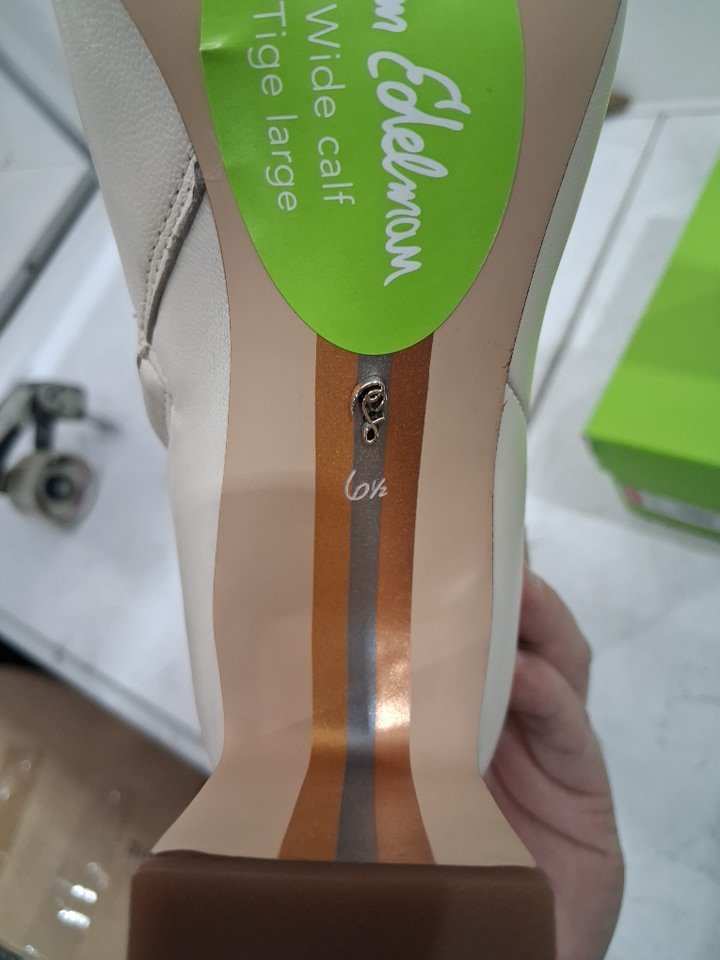 m Edelman
Wide calf
Tige large
6½